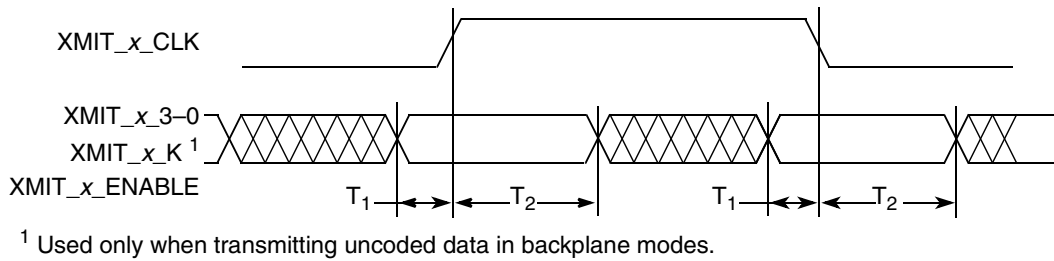 XMIT_x_CLK
XMIT_x_3–0
XMIT_x_K 1
XMIT_x_ENABLE
T1 T2 T1 T2
1 Used only when transmitting uncoded data in backplane modes.